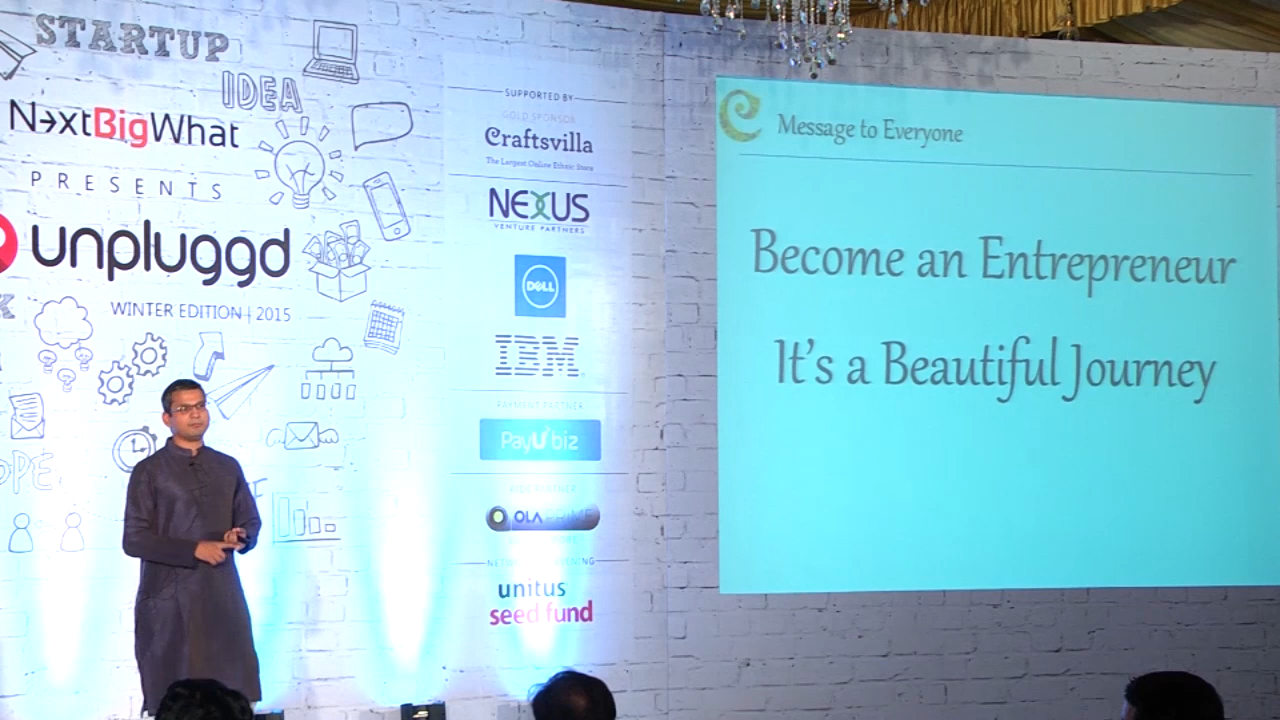 STARTUP
IDEA
NextBigWhat
PRESENTS
unpluggd
WINTER EDITION | 2015
SUPPORTED BY
GOLD SPONSOR
Craftsvilla
The Largest Online Ethnic Store
NEXUS
VENTURE PARTNERS
DELL
IBM
PAYMENT PARTNER
PayU biz
OLA PRIME
unitus
seed fund
Message to Everyone
Become an Entrepreneur
It's a Beautiful Journey